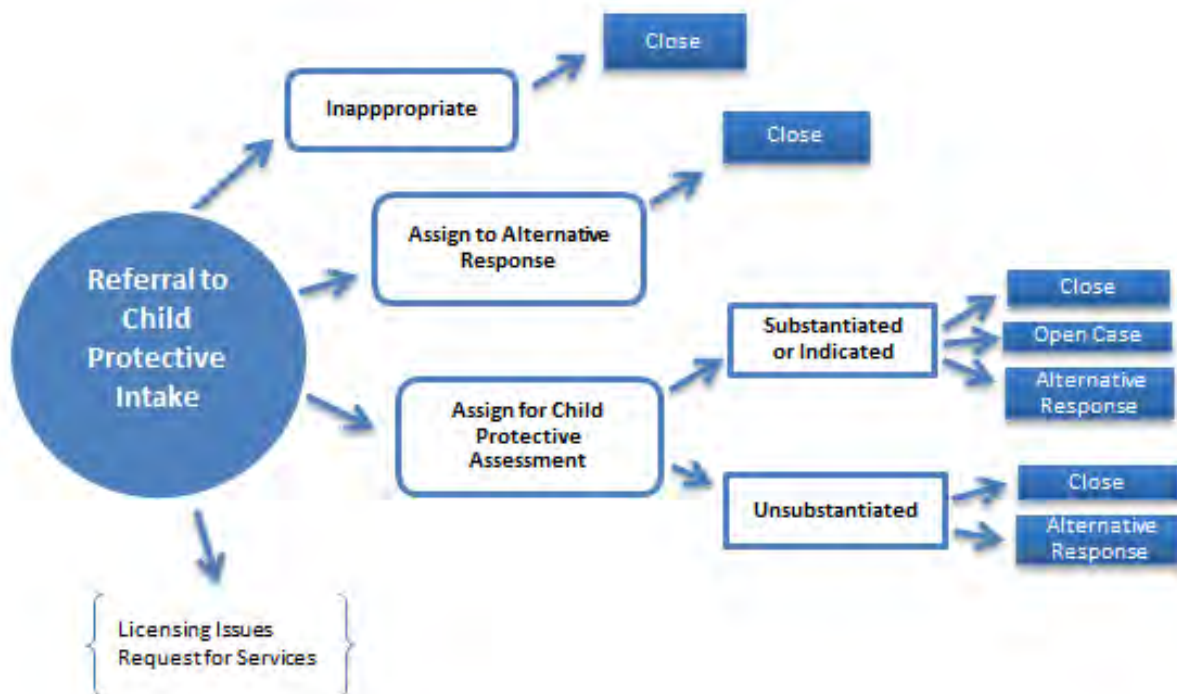 Close
Inapppropriate
Close
Assign to Alternative
Response
Referral to
Child
Protective
Intake
Close
Substantiated
or Indicated
Open Case
Alternative
Response
Assign for Child
Protective
Assessment
Close
Unsubstantiated
Alternative
Response
Licensing Issues
Request for Services